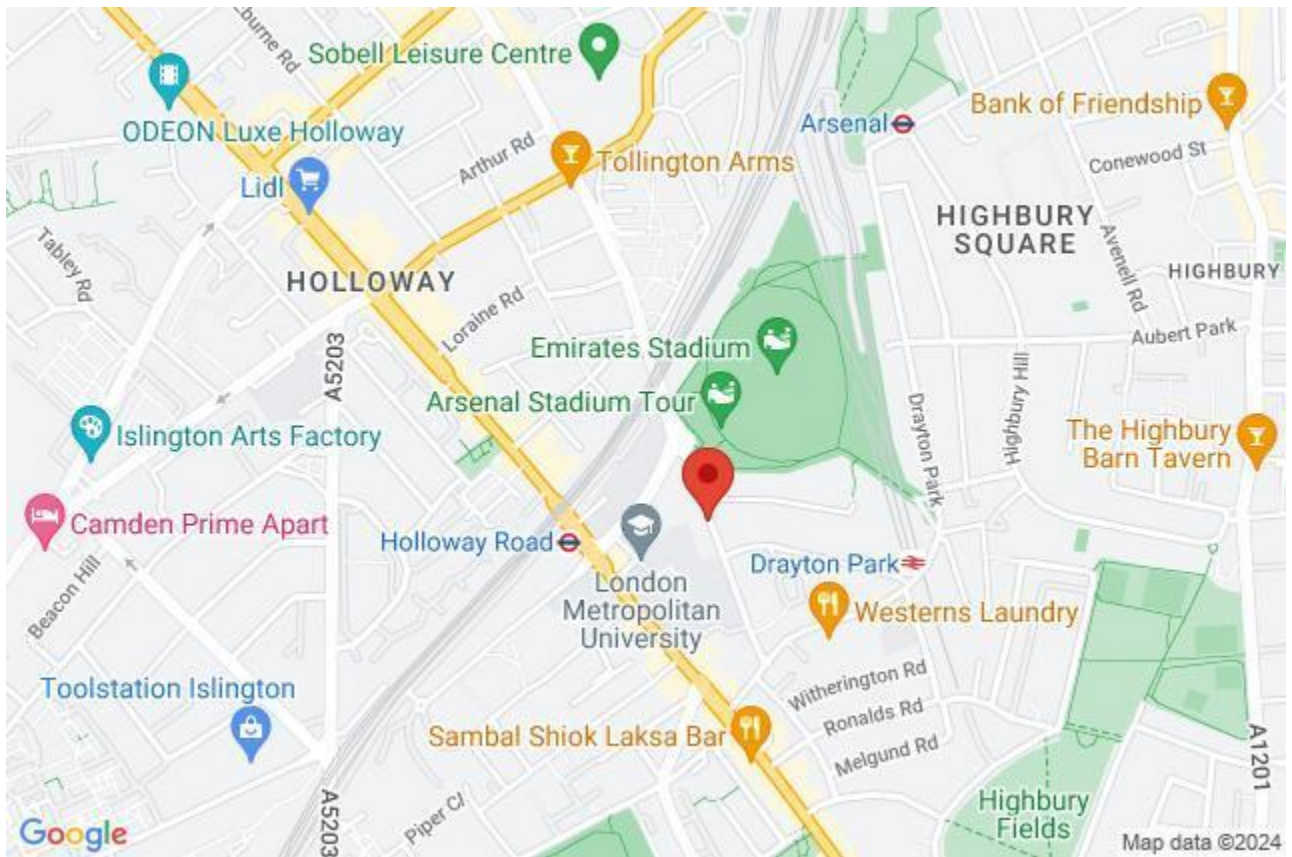 burne Rd
Sobell Leisure Centre
ODEON Luxe Holloway
Arthur Rd
Lidl
Tollington Arms
Arsenal
Bank of Friendship
Conewood St
HIGHBURY
SQUARE
Avenell Rd
HIGHBURY
Tabley Rd
HOLLOWAY
Loraine Rd
A5203
Emirates Stadium
Arsenal Stadium Tour
Aubert Park
Highbury Hill
Drayton Park
The Highbury
Barn Tavern
Islington Arts Factory
Camden Prime Apart
Holloway Road
London
Metropolitan
University
Drayton Park
Westerns Laundry
Beacon Hill
Toolstation Islington
Witherington Rd
Ronalds Rd
Melgund Rd
Sambal Shiok Laksa Bar
A1201
A5203
Piper Cl
Highbury
Fields
Google
Map data ©2024